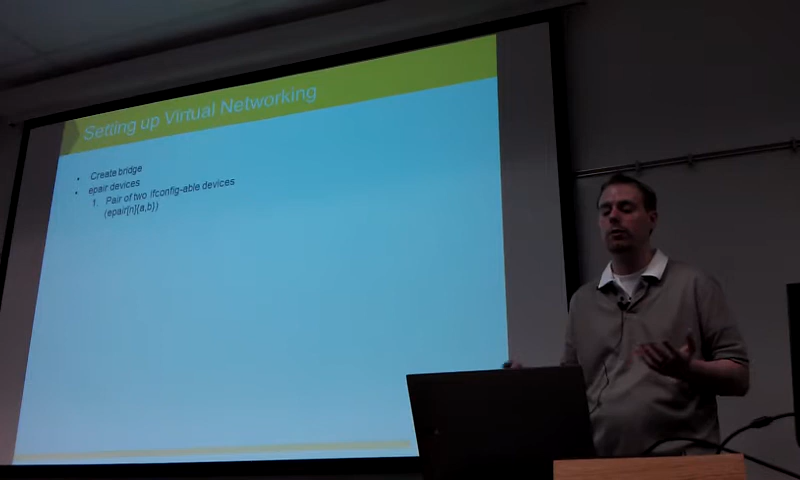 Setting up Virtual Networking
• Create bridge
• epair devices
1. Pair of two ifconfig-able devices
(epair[n]{a,b})